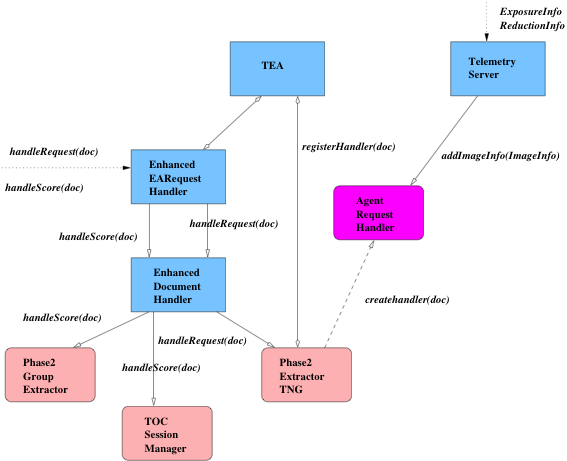 ExposureInfo
ReductionInfo
TEA
Telemetry
Server
handleRequest(doc)
registerHandler(doc)
addImageInfo(ImageInfo)
Enhanced
EARequest
Handler
handleScore(doc)
Agent
Request
Handler
handleScore(doc)
handleRequest(doc)
Enhanced
Document
Handler
createhandler(doc)
handleScore(doc)
handleRequest(doc)
handleScore(doc)
Phase2
Group
Extractor
Phase2
Extractor
TNG
TOC
Session
Manager